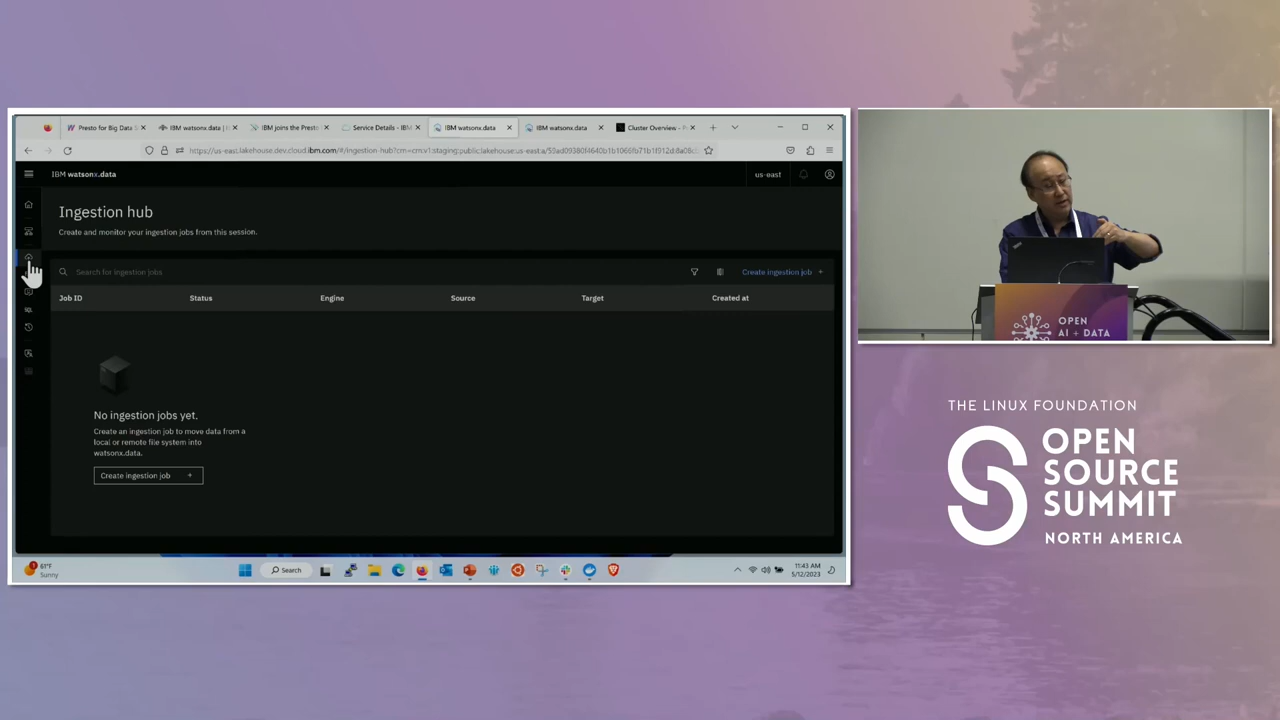 Presto for Big Data S
IBM watsonx.data | H
IBM joins the Presto
Service Details - IBM
IBM watsonx.data
IBM watsonx.data
Cluster Overview - Pr
IBM watsonx.data
us-east
Ingestion hub
Create and monitor your ingestion jobs from this session.
Search for ingestion jobs
Create ingestion job +
Job ID Status Engine Source Target Created at
No ingestion jobs yet.
Create an ingestion job to move data from a
local or remote file system into
watsonx.data.
Create ingestion job +
61°F
Sunny
Search
11:43 AM
5/12/2023
OPEN
AI + DATA
THE LINUX FOUNDATION
OPEN
SOURCE
SUMMIT
NORTH AMERICA